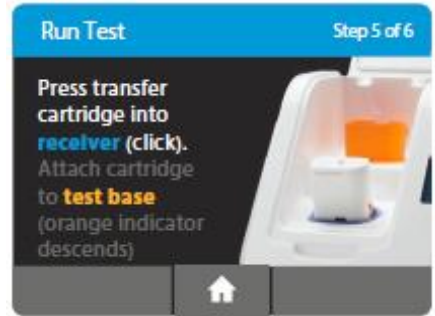 Run Test
Step 5 of 6
Press transfer
cartridge into
receiver (click).
Attach cartridge
to test base
(orange indicator
descends)